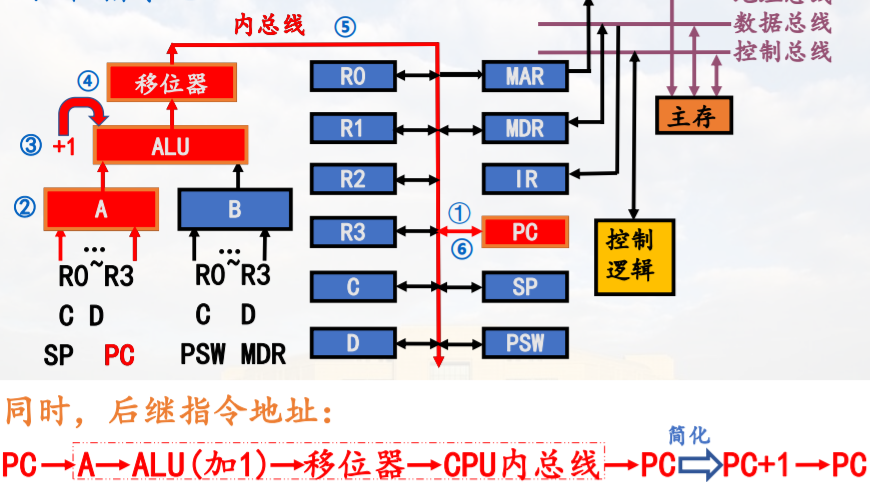 内总线 ⑤
数据总线
控制总线
④ 移位器
R0
MAR
主存
③ +1
ALU
R1
MDR
② A
B
R2
IR
R3
①
⑥
PC
控制
逻辑
...
R0~R3
C D
SP PC
...
R0~R3
C D
PSW MDR
C
SP
D
PSW
同时，后继指令地址：
简化
PC→A→ALU(加1)→移位器→CPU内总线→PC⇨PC+1→PC